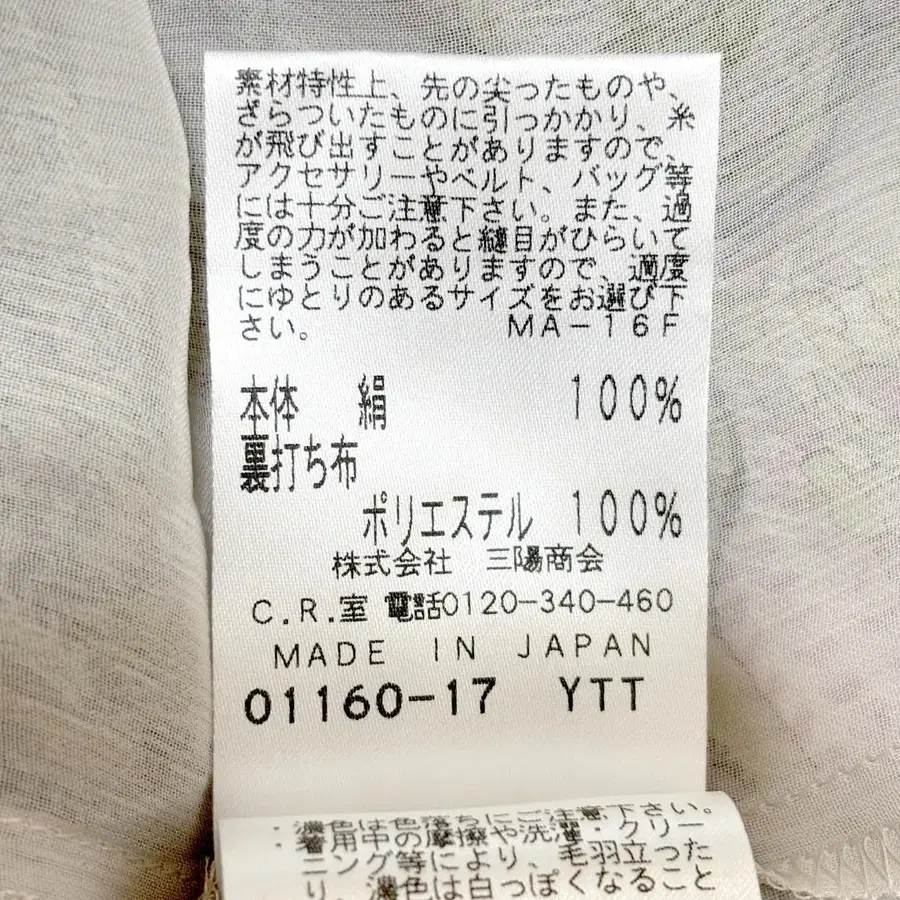 素材特性上、先の尖ったものや、
ざらついたものに引っかかり、糸
が飛び出すことがありますので、
アクセサリーやベルト、バッグ等
には十分ご注意下さい。また、過
度の力が加わると縫目がひらいて
しまうことがありますので、適度
にゆとりのあるサイズをお選び下
さい。 MA-16F
本体 絹 100%
裏打ち布
ポリエステル 100%
株式会社 三陽商会
C.R.室 電話0120-340-460
MADE IN JAPAN
01160-17 YTT
・濃色は色落ちにご注意下さい。
・着用中の摩擦や洗濯・クリー
ニング等により、毛羽立った
り、濃色は白っぽくなること